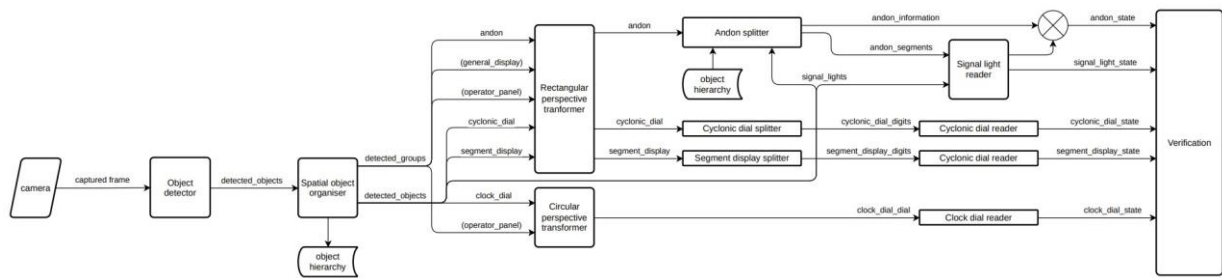 camera
captured frame
Object
detector
detected_objects
Spatial object
organiser
object
hierarchy
detected_groups
detected_objects
andon
(general_display)
(operator_panel)
cyclonic_dial
segment_display
clock_dial
(operator_panel)
Rectangular
perspective
tranformer
Circular
perspective
transformer
andon
cyclonic_dial
segment_display
Andon splitter
object
hierarchy
signal_lights
Cyclonic dial splitter
Segment display splitter
andon_information
andon_segments
cyclonic_dial_digits
segment_display_digits
clock_dial_dial
Signal light
reader
Cyclonic dial reader
Cyclonic dial reader
Clock dial reader
andon_state
signal_light_state
cyclonic_dial_state
segment_display_state
clock_dial_state
Verification